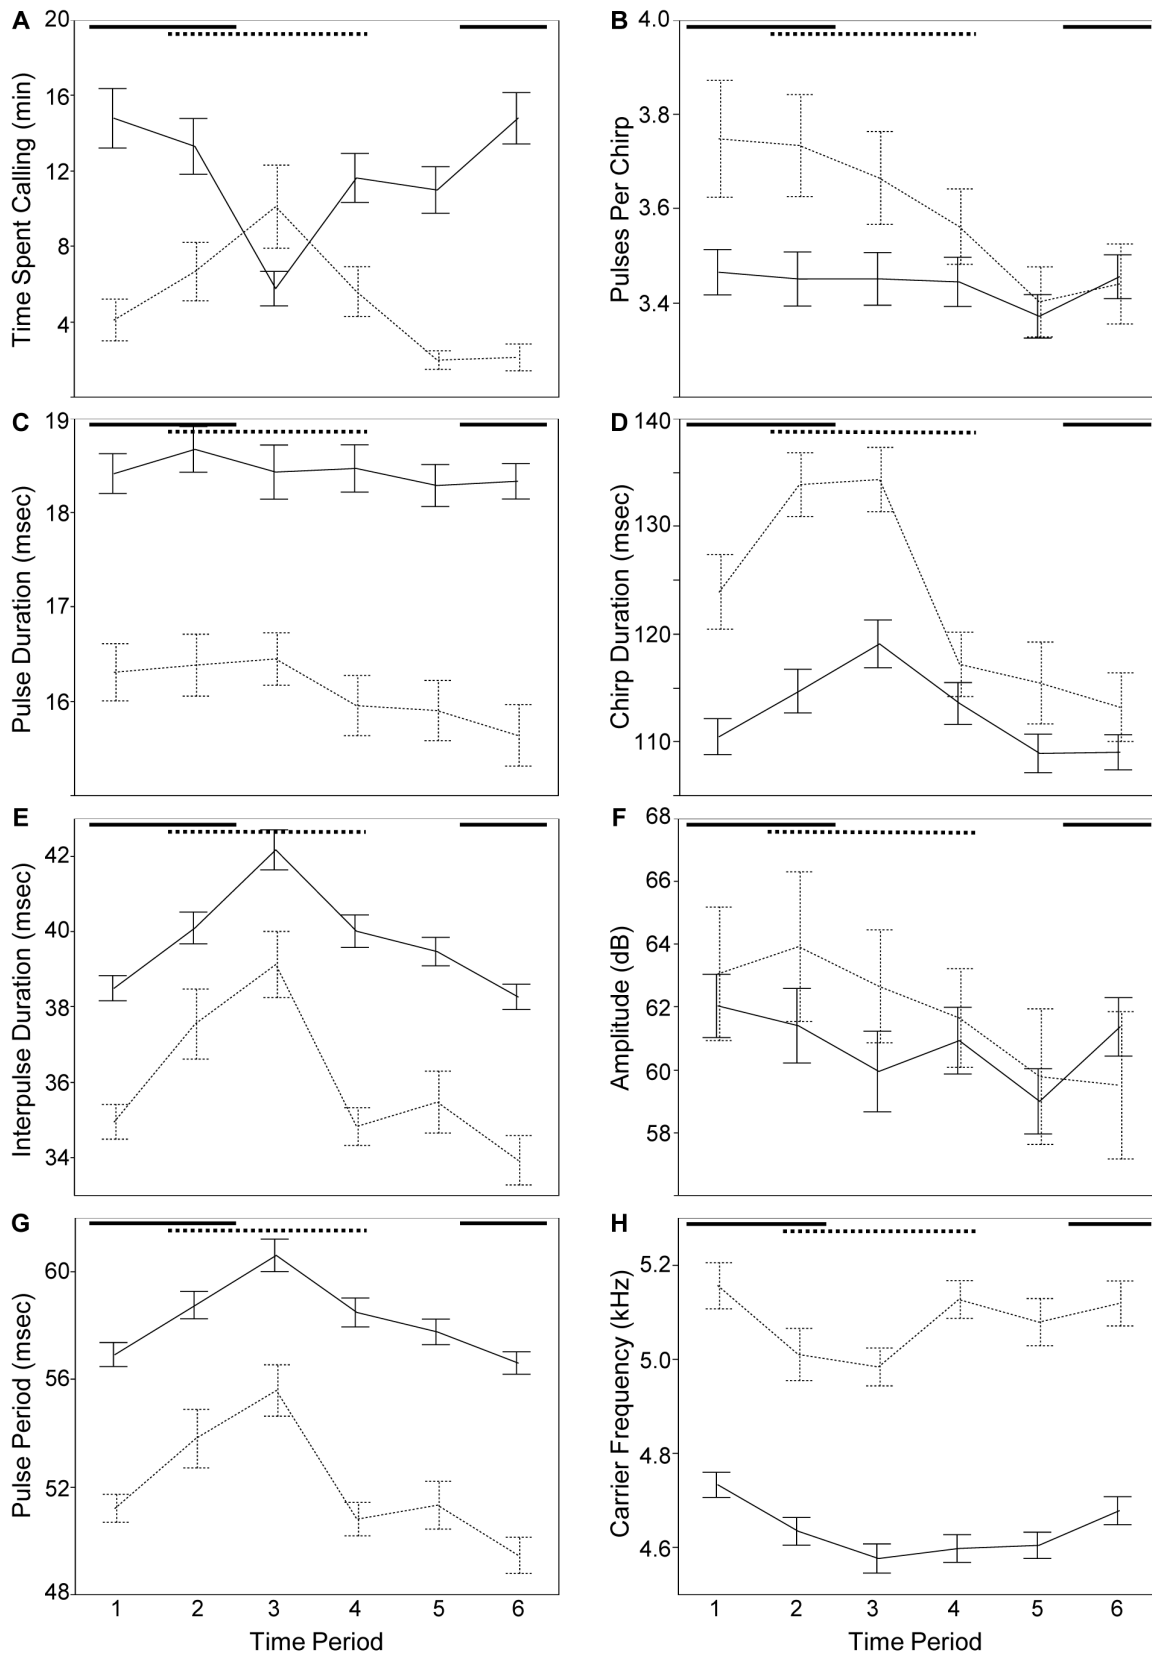 A
Time Spent Calling (min)
20
16
12
8
4
B
Pulses Per Chirp
4.0
3.8
3.6
3.4
C
Pulse Duration (msec)
19
18
17
16
D
Chirp Duration (msec)
140
130
120
110
E
Interpulse Duration (msec)
42
40
38
36
34
F
Amplitude (dB)
68
66
64
62
60
58
G
Pulse Period (msec)
60
56
52
48
1 2 3 4 5 6
Time Period
H
Carrier Frequency (kHz)
5.2
5.0
4.8
4.6
1 2 3 4 5 6
Time Period